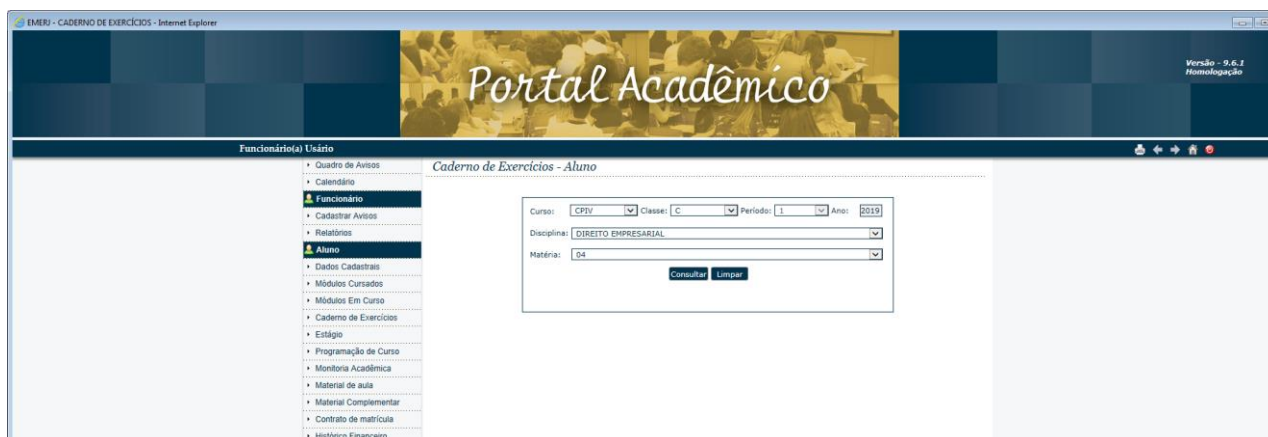 EMERJ - CADERNO DE EXERCÍCIOS - Internet Explorer
Portal Acadêmico
Versão - 9.6.1
Homologação
Funcionário(a) Usário
Quadro de Avisos
Calendário
Funcionário
Cadastrar Avisos
Relatórios
Aluno
Dados Cadastrais
Módulos Cursados
Módulos Em Curso
Caderno de Exercícios
Estágio
Programação de Curso
Monitoria Acadêmica
Material de aula
Material Complementar
Contrato de matrícula
Histórico Financeiro
Caderno de Exercícios - Aluno
Curso: CPIV Classe: C Período: 1 Ano: 2019
Disciplina: DIREITO EMPRESARIAL
Matéria: 04
Consultar Limpar